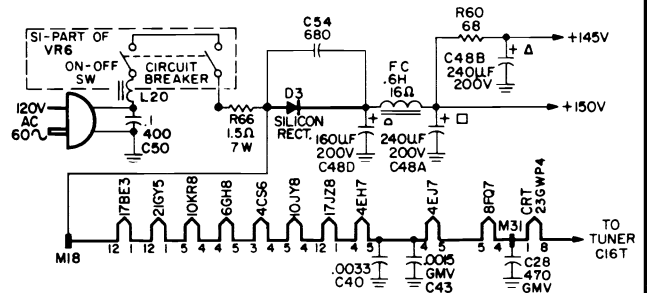 SI-PART OF
VR6
ON-OFF
SW
CIRCUIT
BREAKER
L20
120V
AC
60∿
.1
400
C50
R66
1.5Ω
7W
C54
680
D3
SILICON
RECT.
160µF
200V
C48D
FC
.6H
16Ω
240µF
200V
C48A
R60
68
C48B
240µF
200V
+ Δ
+145V
+150V
+ □
17BE3
21GY5
10KR8
6GH8
4CS6
10JY8
17JZ8
4EH7
4EJ7
8FQ7
CRT
23GWP4
M18
12 1 12 1 5 4 5 4 3 4 5 4 12 1 4 5 4 5 5 4 1 8
M31
.0033
C40
.0015
GMV
C43
C28
470
GMV
TO
TUNER
C16T